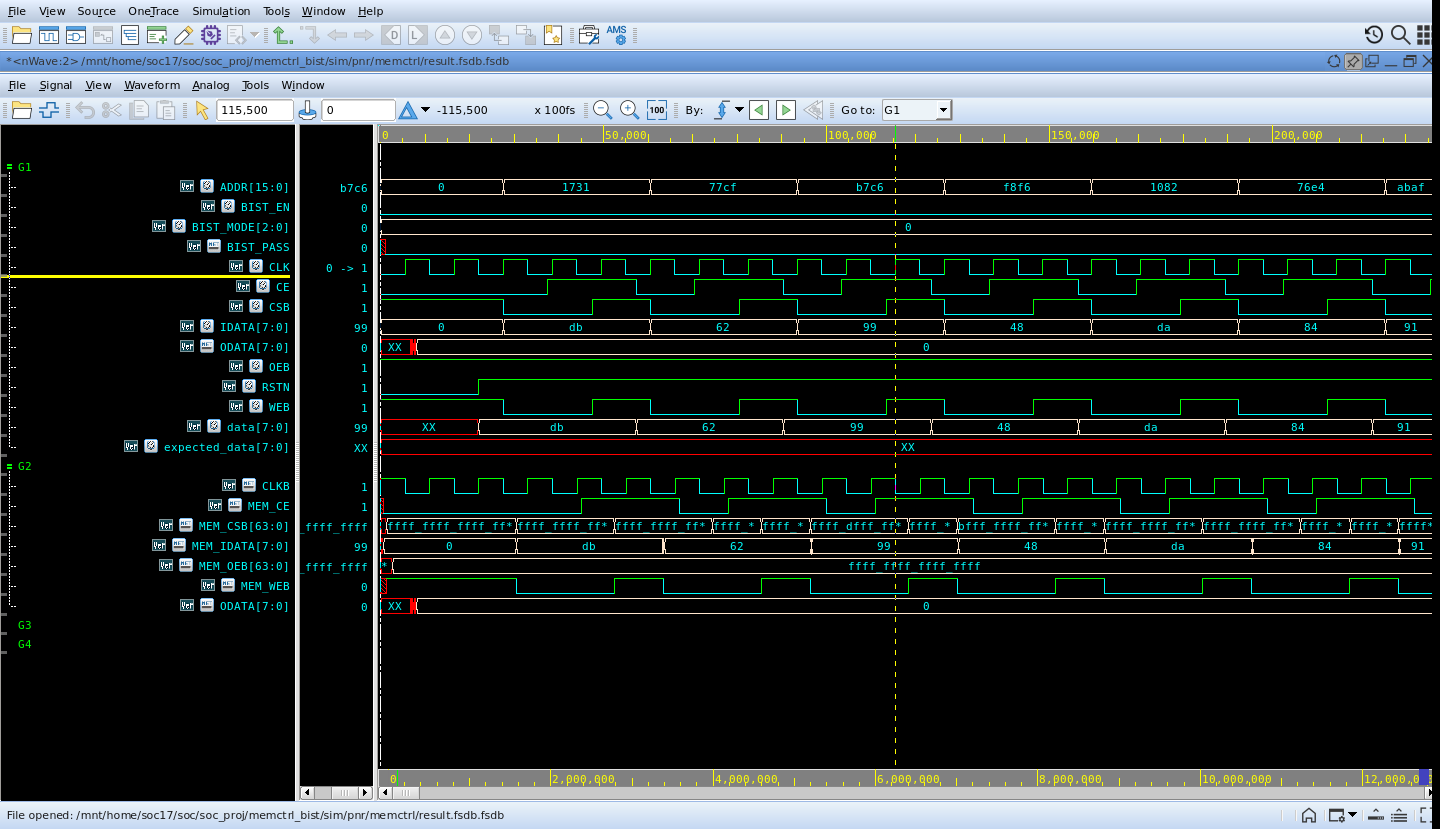 File View Source OneTrace Simulation Tools Window Help
AMS
*<nWave:2> /mnt/home/soc17/soc/soc_proj/memctrl_bist/sim/pnr/memctrl/result.fsdb.fsdb
File Signal View Waveform Analog Tools Window
115,500 0 -115,500 x 100fs 100 By: Go to: G1
0 50,000 100,000 150,000 200,000
G1
ADDR[15:0] b7c6 0 1731 77cf b7c6 f8f6 1082 76e4 abaf
BIST_EN 0
BIST_MODE[2:0] 0 0
BIST_PASS 0
CLK 0 -> 1
CE 1
CSB 1
IDATA[7:0] 99 0 db 62 99 48 da 84 91
ODATA[7:0] 0 XX 0
OEB 1
RSTN 1
WEB 1
data[7:0] 99 XX db 62 99 48 da 84 91
expected_data[7:0] XX XX
G2
CLKB 1
MEM_CE 1
MEM_CSB[63:0] _ffff_ffff ffff_ffff_ffff_ff* ffff_ffff_ff* ffff_ffff_ff* ffff_* ffff_* ffff_dfff_ff* ffff_* bfff_ffff_ff* ffff_* ffff_ffff_ff* ffff_ffff_ff* ffff_* ffff_* ffff*
MEM_IDATA[7:0] 99 0 db 62 99 48 da 84 91
MEM_OEB[63:0] _ffff_ffff * ffff_ffff_ffff_ffff
MEM_WEB 0
ODATA[7:0] 0 XX 0
G3
G4
0 2,000,000 4,000,000 6,000,000 8,000,000 10,000,000
File opened: /mnt/home/soc17/soc/soc_proj/memctrl_bist/sim/pnr/memctrl/result.fsdb.fsdb